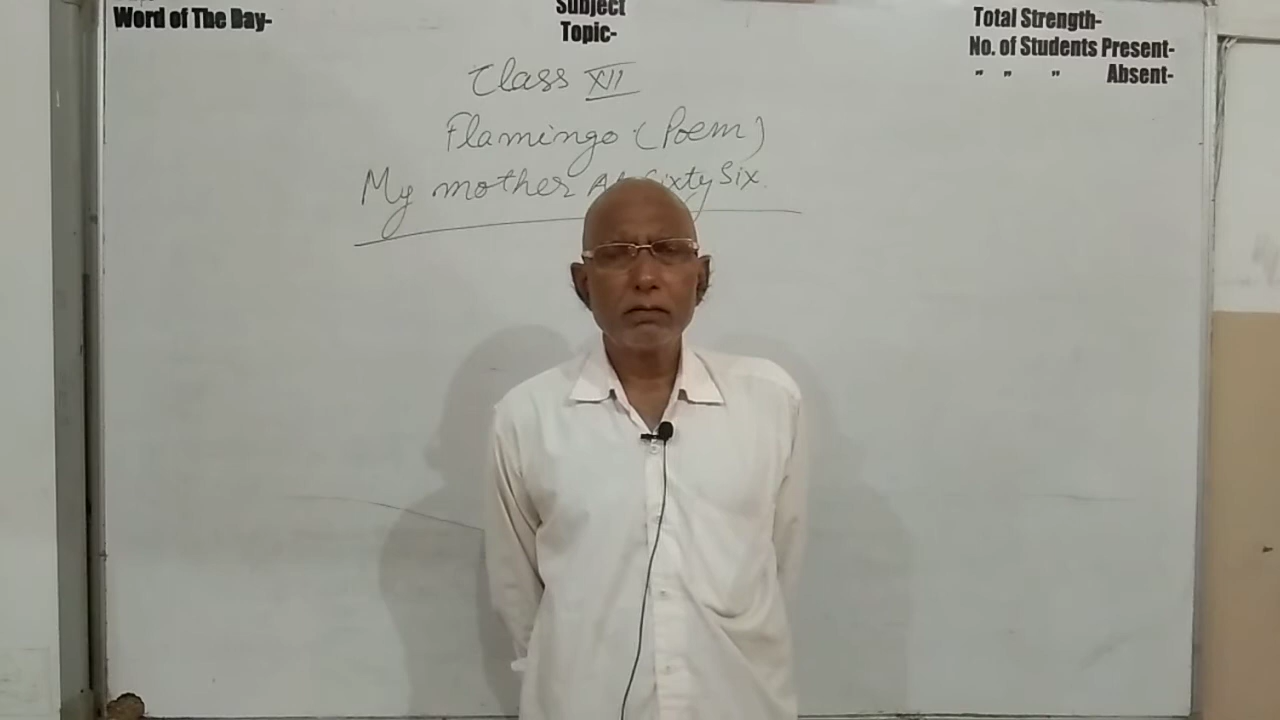 Word of The Day-
Subject
Topic-
Total Strength-
No. of Students Present-
" " " Absent-
Class XII
Flamingo (Poem)
My mother At Sixty Six.